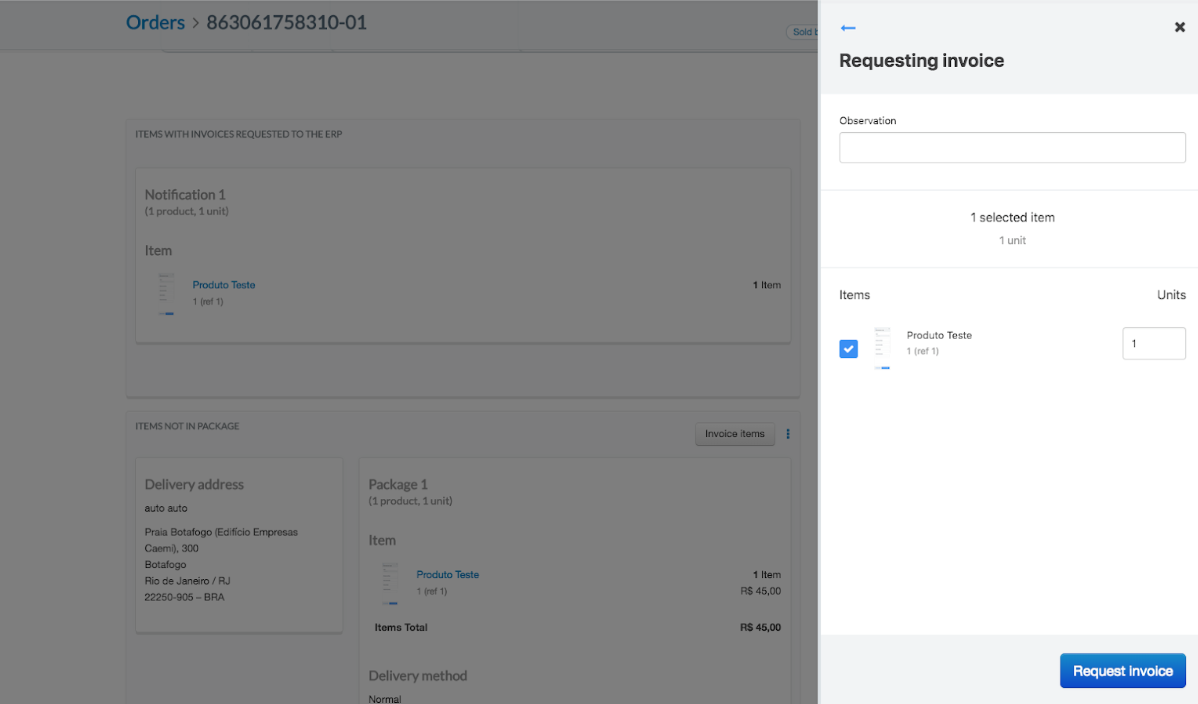 Orders > 863061758310-01
Sold b
ITEMS WITH INVOICES REQUESTED TO THE ERP
Notification 1
(1 product, 1 unit)
Item
Produto Teste
1 Item
1 (ref 1)
ITEMS NOT IN PACKAGE
Invoice items
Delivery address
auto auto
Praia Botafogo (Edifício Empresas
Caemi), 300
Botafogo
Rio de Janeiro / RJ
22250-905 – BRA
Package 1
(1 product, 1 unit)
Item
Produto Teste
1 Item
1 (ref 1)
R$ 45,00
Items Total
R$ 45,00
Delivery method
Normal
Requesting invoice
Observation
1 selected item
1 unit
Items
Units
Produto Teste
1 (ref 1)
1
Request invoice